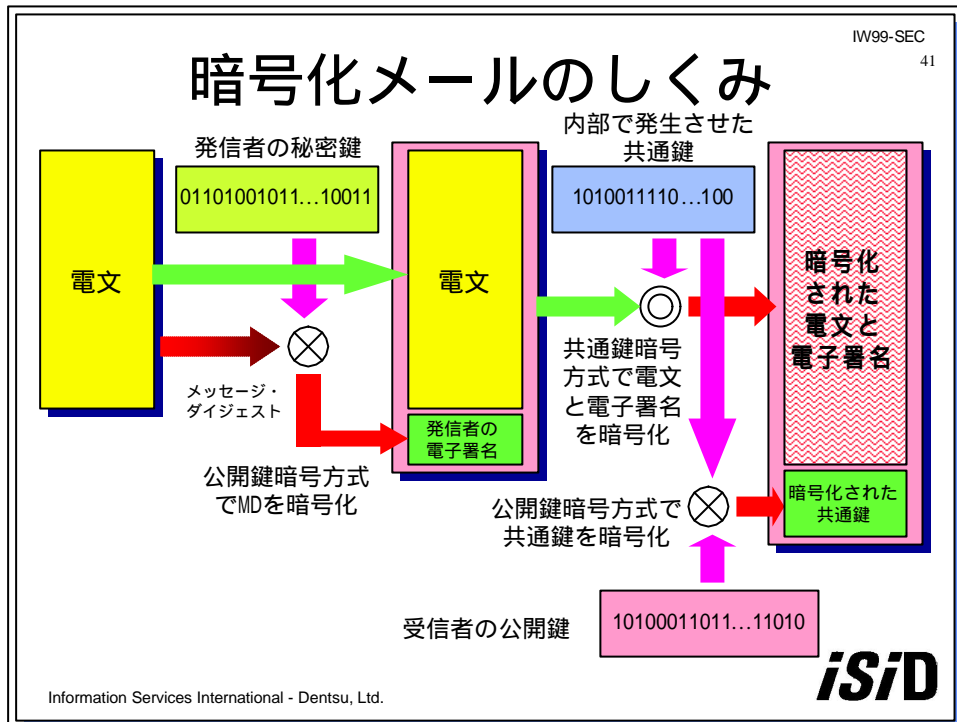 IW99-SEC
41
暗号化メールのしくみ
発信者の秘密鍵
01101001011…10011
内部で発生させた
共通鍵
1010011110…100
電文
電文
暗号化
された
電文と
電子署名
メッセージ・
ダイジェスト
共通鍵暗号
方式で電文
と電子署名
を暗号化
発信者の
電子署名
公開鍵暗号方式
でMDを暗号化
公開鍵暗号方式で
共通鍵を暗号化
暗号化された
共通鍵
受信者の公開鍵
10100011011…11010
Information Services International - Dentsu, Ltd.
iSiD